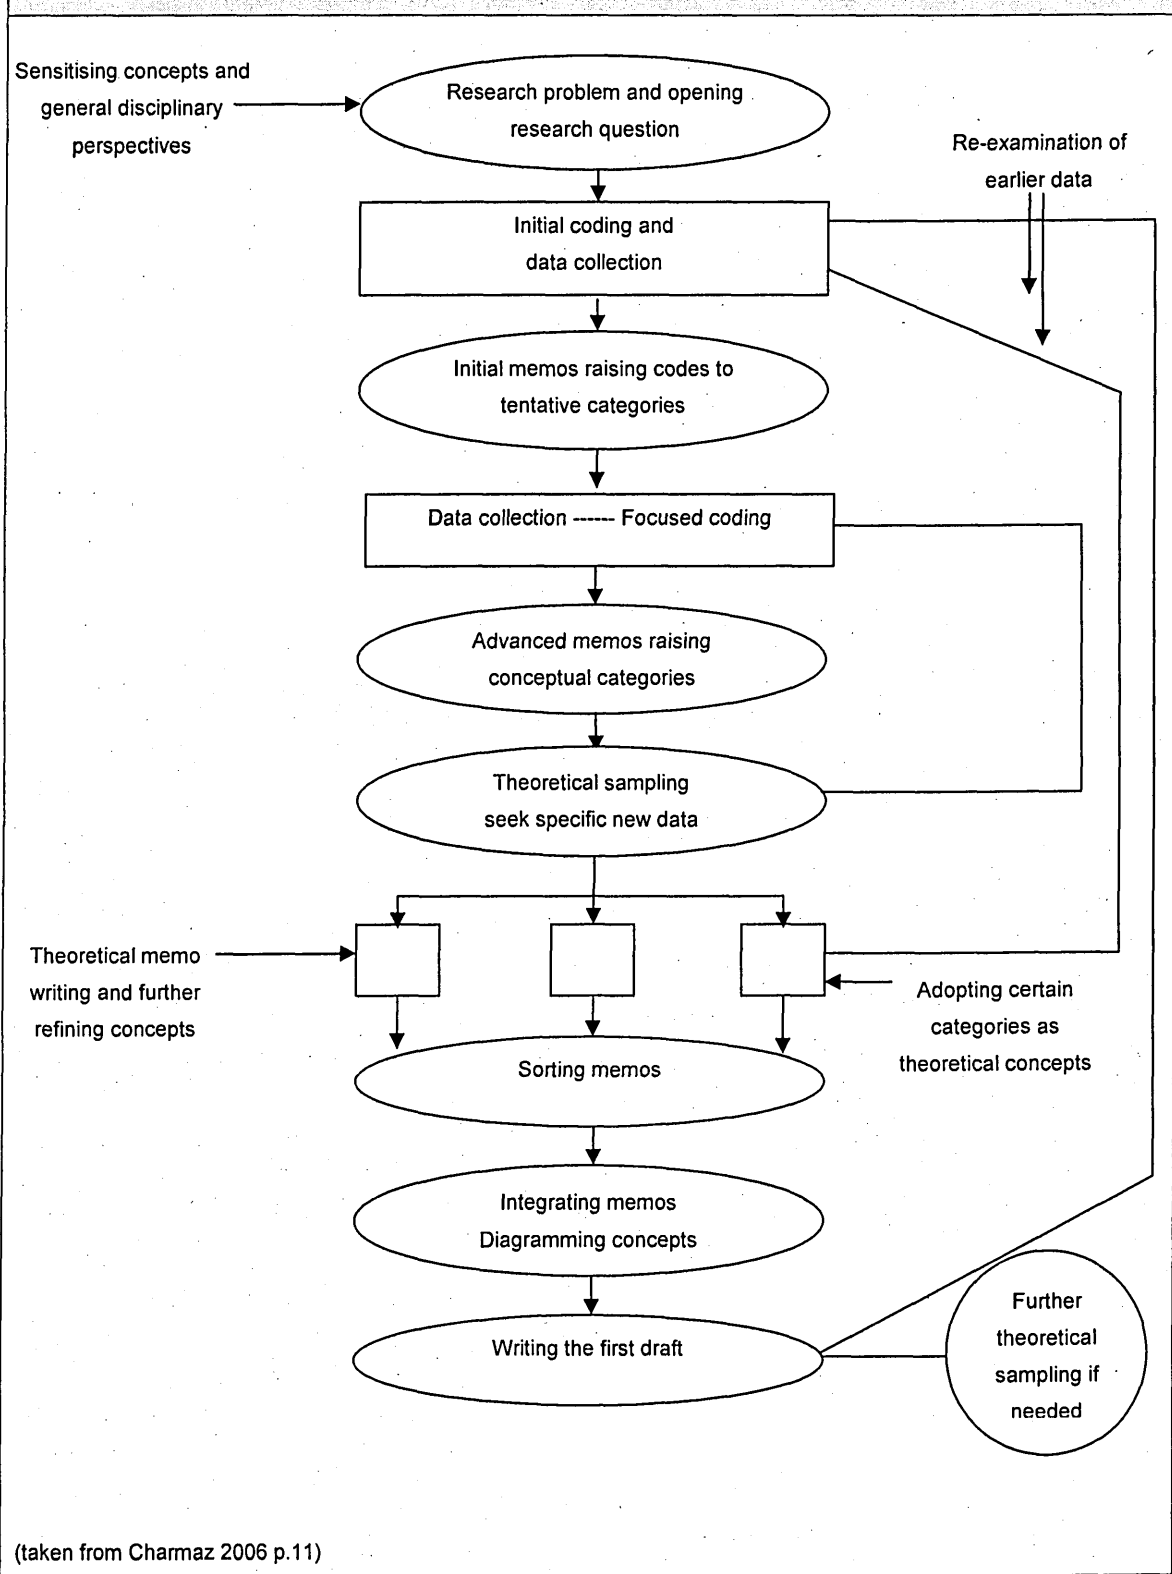 Sensitising concepts and
general disciplinary
perspectives
Research problem and opening
research question
Re-examination of
earlier data
Initial coding and
data collection
Initial memos raising codes to
tentative categories
Data collection ------ Focused coding
Advanced memos raising
conceptual categories
Theoretical sampling
seek specific new data
Theoretical memo
writing and further
refining concepts
Adopting certain
categories as
theoretical concepts
Sorting memos
Integrating memos
Diagramming concepts
Writing the first draft
Further
theoretical
sampling if
needed
(taken from Charmaz 2006 p.11)